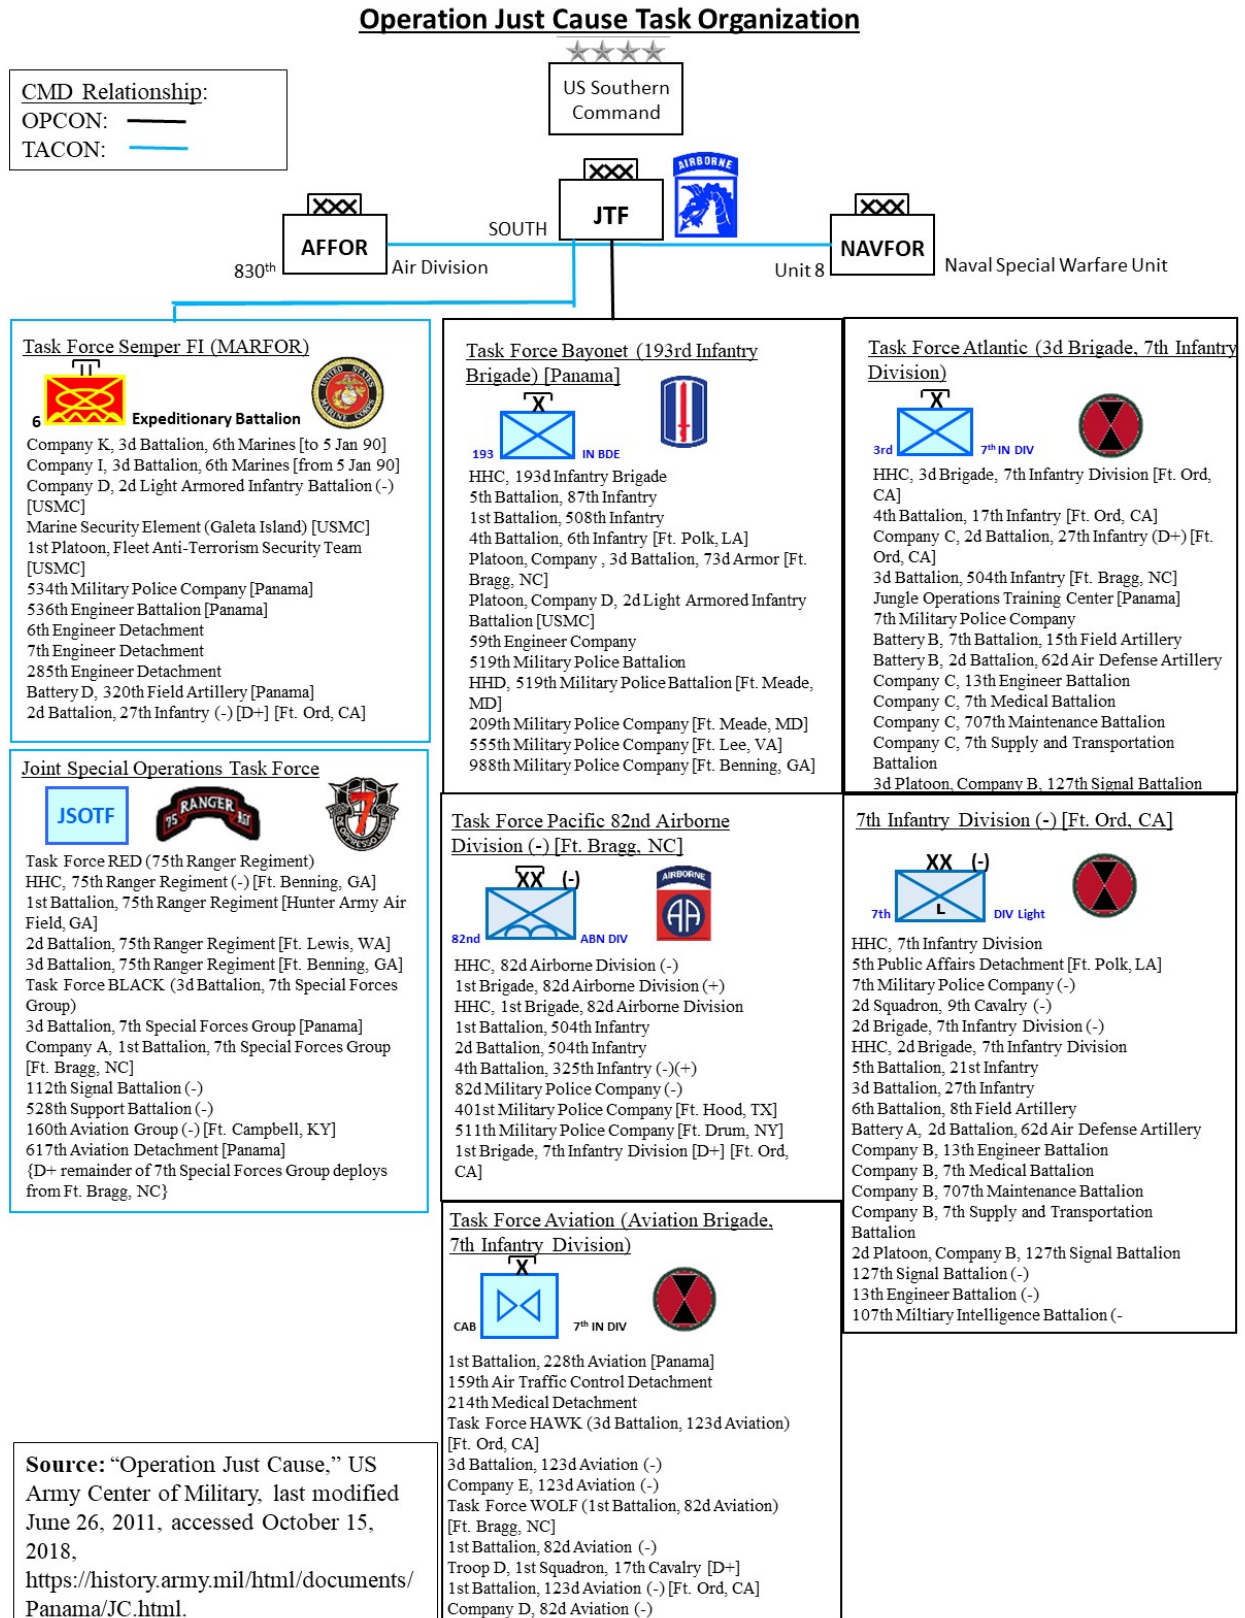 Operation Just Cause Task Organization
US Southern
Command
CMD Relationship:
OPCON:
TACON:
XXX
JTF
SOUTH
AIRBORNE
XXX
AFFOR
830th
Air Division
XXX
NAVFOR
Unit 8
Naval Special Warfare Unit
Task Force Semper FI (MARFOR)
II
6
Expeditionary Battalion
UNITED STATES
MARINE CORPS
Company K, 3d Battalion, 6th Marines [to 5 Jan 90]
Company I, 3d Battalion, 6th Marines [from 5 Jan 90]
Company D, 2d Light Armored Infantry Battalion (-)
[USMC]
Marine Security Element (Galeta Island) [USMC]
1st Platoon, Fleet Anti-Terrorism Security Team
[USMC]
534th Military Police Company [Panama]
536th Engineer Battalion [Panama]
6th Engineer Detachment
7th Engineer Detachment
285th Engineer Detachment
Battery D, 320th Field Artillery [Panama]
2d Battalion, 27th Infantry (-) [D+] [Ft. Ord, CA]
Task Force Bayonet (193rd Infantry
Brigade) [Panama]
X
193
IN BDE
HHC, 193d Infantry Brigade
5th Battalion, 87th Infantry
1st Battalion, 508th Infantry
4th Battalion, 6th Infantry [Ft. Polk, LA]
Platoon, Company , 3d Battalion, 73d Armor [Ft.
Bragg, NC]
Platoon, Company D, 2d Light Armored Infantry
Battalion [USMC]
59th Engineer Company
519th Military Police Battalion
HHD, 519th Military Police Battalion [Ft. Meade,
MD]
209th Military Police Company [Ft. Meade, MD]
555th Military Police Company [Ft. Lee, VA]
988th Military Police Company [Ft. Benning, GA]
Task Force Atlantic (3d Brigade, 7th Infantry
Division)
X
3rd
7th IN DIV
HHC, 3d Brigade, 7th Infantry Division [Ft. Ord,
CA]
4th Battalion, 17th Infantry [Ft. Ord, CA]
Company C, 2d Battalion, 27th Infantry (D+) [Ft.
Ord, CA]
3d Battalion, 504th Infantry [Ft. Bragg, NC]
Jungle Operations Training Center [Panama]
7th Military Police Company
Battery B, 7th Battalion, 15th Field Artillery
Battery B, 2d Battalion, 62d Air Defense Artillery
Company C, 13th Engineer Battalion
Company C, 7th Medical Battalion
Company C, 707th Maintenance Battalion
Company C, 7th Supply and Transportation
Battalion
3d Platoon, Company B, 127th Signal Battalion
Joint Special Operations Task Force
JSOTF
75 RANGER RGT
7
DE OPPRESSO LIBER
Task Force RED (75th Ranger Regiment)
HHC, 75th Ranger Regiment (-) [Ft. Benning, GA]
1st Battalion, 75th Ranger Regiment [Hunter Army Air
Field, GA]
2d Battalion, 75th Ranger Regiment [Ft. Lewis, WA]
3d Battalion, 75th Ranger Regiment [Ft. Benning, GA]
Task Force BLACK (3d Battalion, 7th Special Forces
Group)
3d Battalion, 7th Special Forces Group [Panama]
Company A, 1st Battalion, 7th Special Forces Group
[Ft. Bragg, NC]
112th Signal Battalion (-)
528th Support Battalion (-)
160th Aviation Group (-) [Ft. Campbell, KY]
617th Aviation Detachment [Panama]
{D+ remainder of 7th Special Forces Group deploys
from Ft. Bragg, NC}
Task Force Pacific 82nd Airborne
Division (-) [Ft. Bragg, NC]
XX (-)
82nd
ABN DIV
AIRBORNE
AA
HHC, 82d Airborne Division (-)
1st Brigade, 82d Airborne Division (+)
HHC, 1st Brigade, 82d Airborne Division
1st Battalion, 504th Infantry
2d Battalion, 504th Infantry
4th Battalion, 325th Infantry (-)(+)
82d Military Police Company (-)
401st Military Police Company [Ft. Hood, TX]
511th Military Police Company [Ft. Drum, NY]
1st Brigade, 7th Infantry Division [D+] [Ft. Ord,
CA]
7th Infantry Division (-) [Ft. Ord, CA]
XX (-)
L
7th
DIV Light
HHC, 7th Infantry Division
5th Public Affairs Detachment [Ft. Polk, LA]
7th Military Police Company (-)
2d Squadron, 9th Cavalry (-)
2d Brigade, 7th Infantry Division (-)
HHC, 2d Brigade, 7th Infantry Division
5th Battalion, 21st Infantry
3d Battalion, 27th Infantry
6th Battalion, 8th Field Artillery
Battery A, 2d Battalion, 62d Air Defense Artillery
Company B, 13th Engineer Battalion
Company B, 7th Medical Battalion
Company B, 707th Maintenance Battalion
Company B, 7th Supply and Transportation
Battalion
2d Platoon, Company B, 127th Signal Battalion
127th Signal Battalion (-)
13th Engineer Battalion (-)
107th Miltiary Intelligence Battalion (-
Task Force Aviation (Aviation Brigade,
7th Infantry Division)
X
CAB
7th IN DIV
1st Battalion, 228th Aviation [Panama]
159th Air Traffic Control Detachment
214th Medical Detachment
Task Force HAWK (3d Battalion, 123d Aviation)
[Ft. Ord, CA]
3d Battalion, 123d Aviation (-)
Company E, 123d Aviation (-)
Task Force WOLF (1st Battalion, 82d Aviation)
[Ft. Bragg, NC]
1st Battalion, 82d Aviation (-)
Troop D, 1st Squadron, 17th Cavalry [D+]
1st Battalion, 123d Aviation (-) [Ft. Ord, CA]
Company D, 82d Aviation (-)
Source: “Operation Just Cause,” US
Army Center of Military, last modified
June 26, 2011, accessed October 15,
2018,
https://history.army.mil/html/documents/
Panama/JC.html.